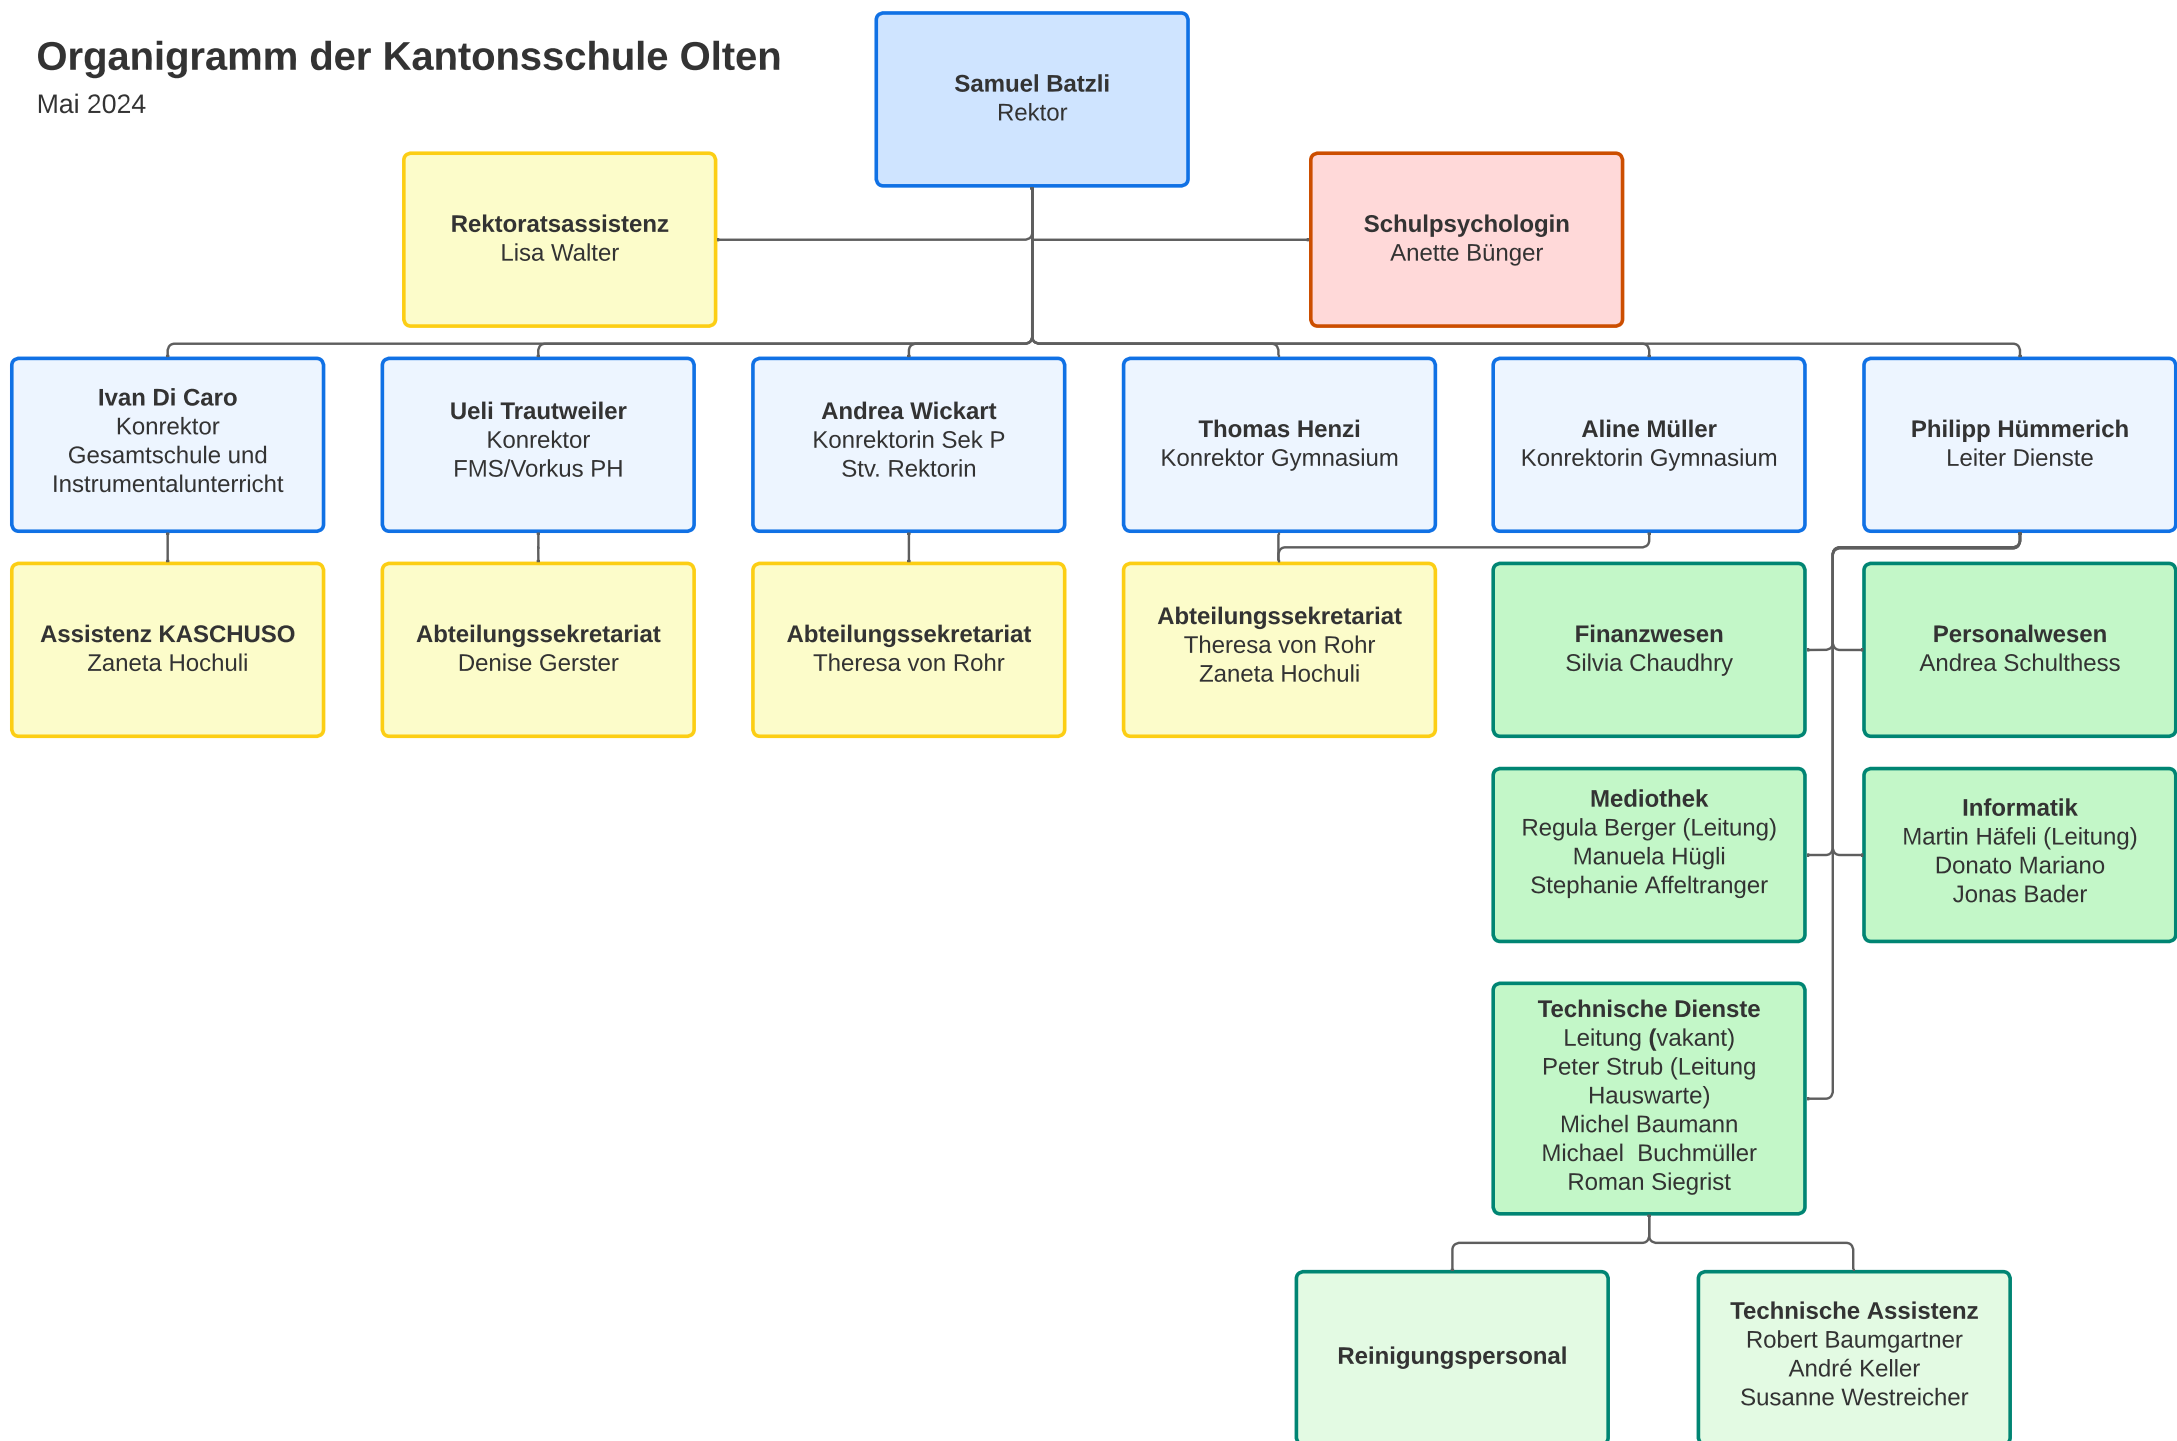 Organigramm der Kantonsschule Olten
Mai 2024
Samuel Batzli
Rektor
Rektoratsassistenz
Lisa Walter
Schulpsychologin
Anette Bünger
Ivan Di Caro
Konrektor
Gesamtschule und
Instrumentalunterricht
Ueli Trautweiler
Konrektor
FMS/Vorkus PH
Andrea Wickart
Konrektorin Sek P
Stv. Rektorin
Thomas Henzi
Konrektor Gymnasium
Aline Müller
Konrektorin Gymnasium
Philipp Hümmerich
Leiter Dienste
Assistenz KASCHUSO
Zaneta Hochuli
Abteilungssekretariat
Denise Gerster
Abteilungssekretariat
Theresa von Rohr
Abteilungssekretariat
Theresa von Rohr
Zaneta Hochuli
Finanzwesen
Silvia Chaudhry
Personalwesen
Andrea Schulthess
Mediothek
Regula Berger (Leitung)
Manuela Hügli
Stephanie Affeltranger
Informatik
Martin Häfeli (Leitung)
Donato Mariano
Jonas Bader
Technische Dienste
Leitung (vakant)
Peter Strub (Leitung
Hauswarte)
Michel Baumann
Michael  Buchmüller
Roman Siegrist
Reinigungspersonal
Technische Assistenz
Robert Baumgartner
André Keller
Susanne Westreicher